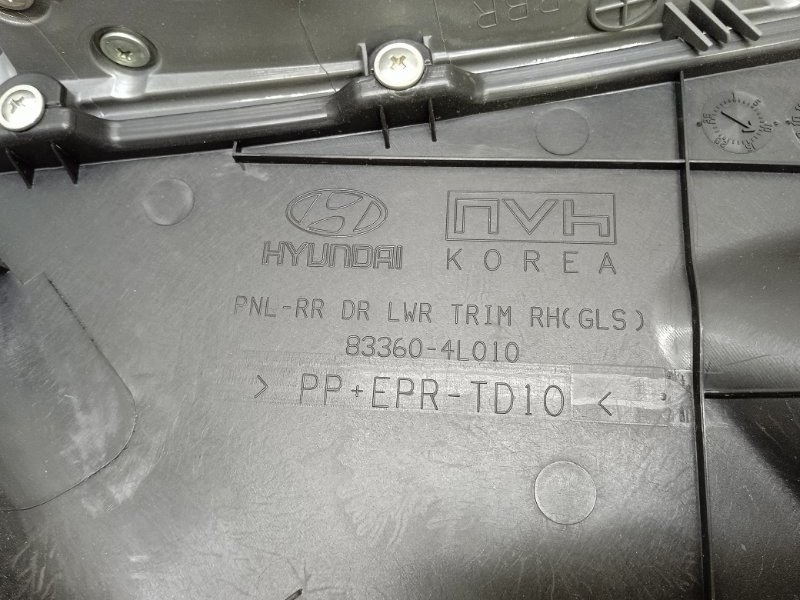 HYUNDAI
NVH
KOREA
PNL-RR DR LWR TRIM RH(GLS)
83360-4L010
> PP+EPR-TD10 <